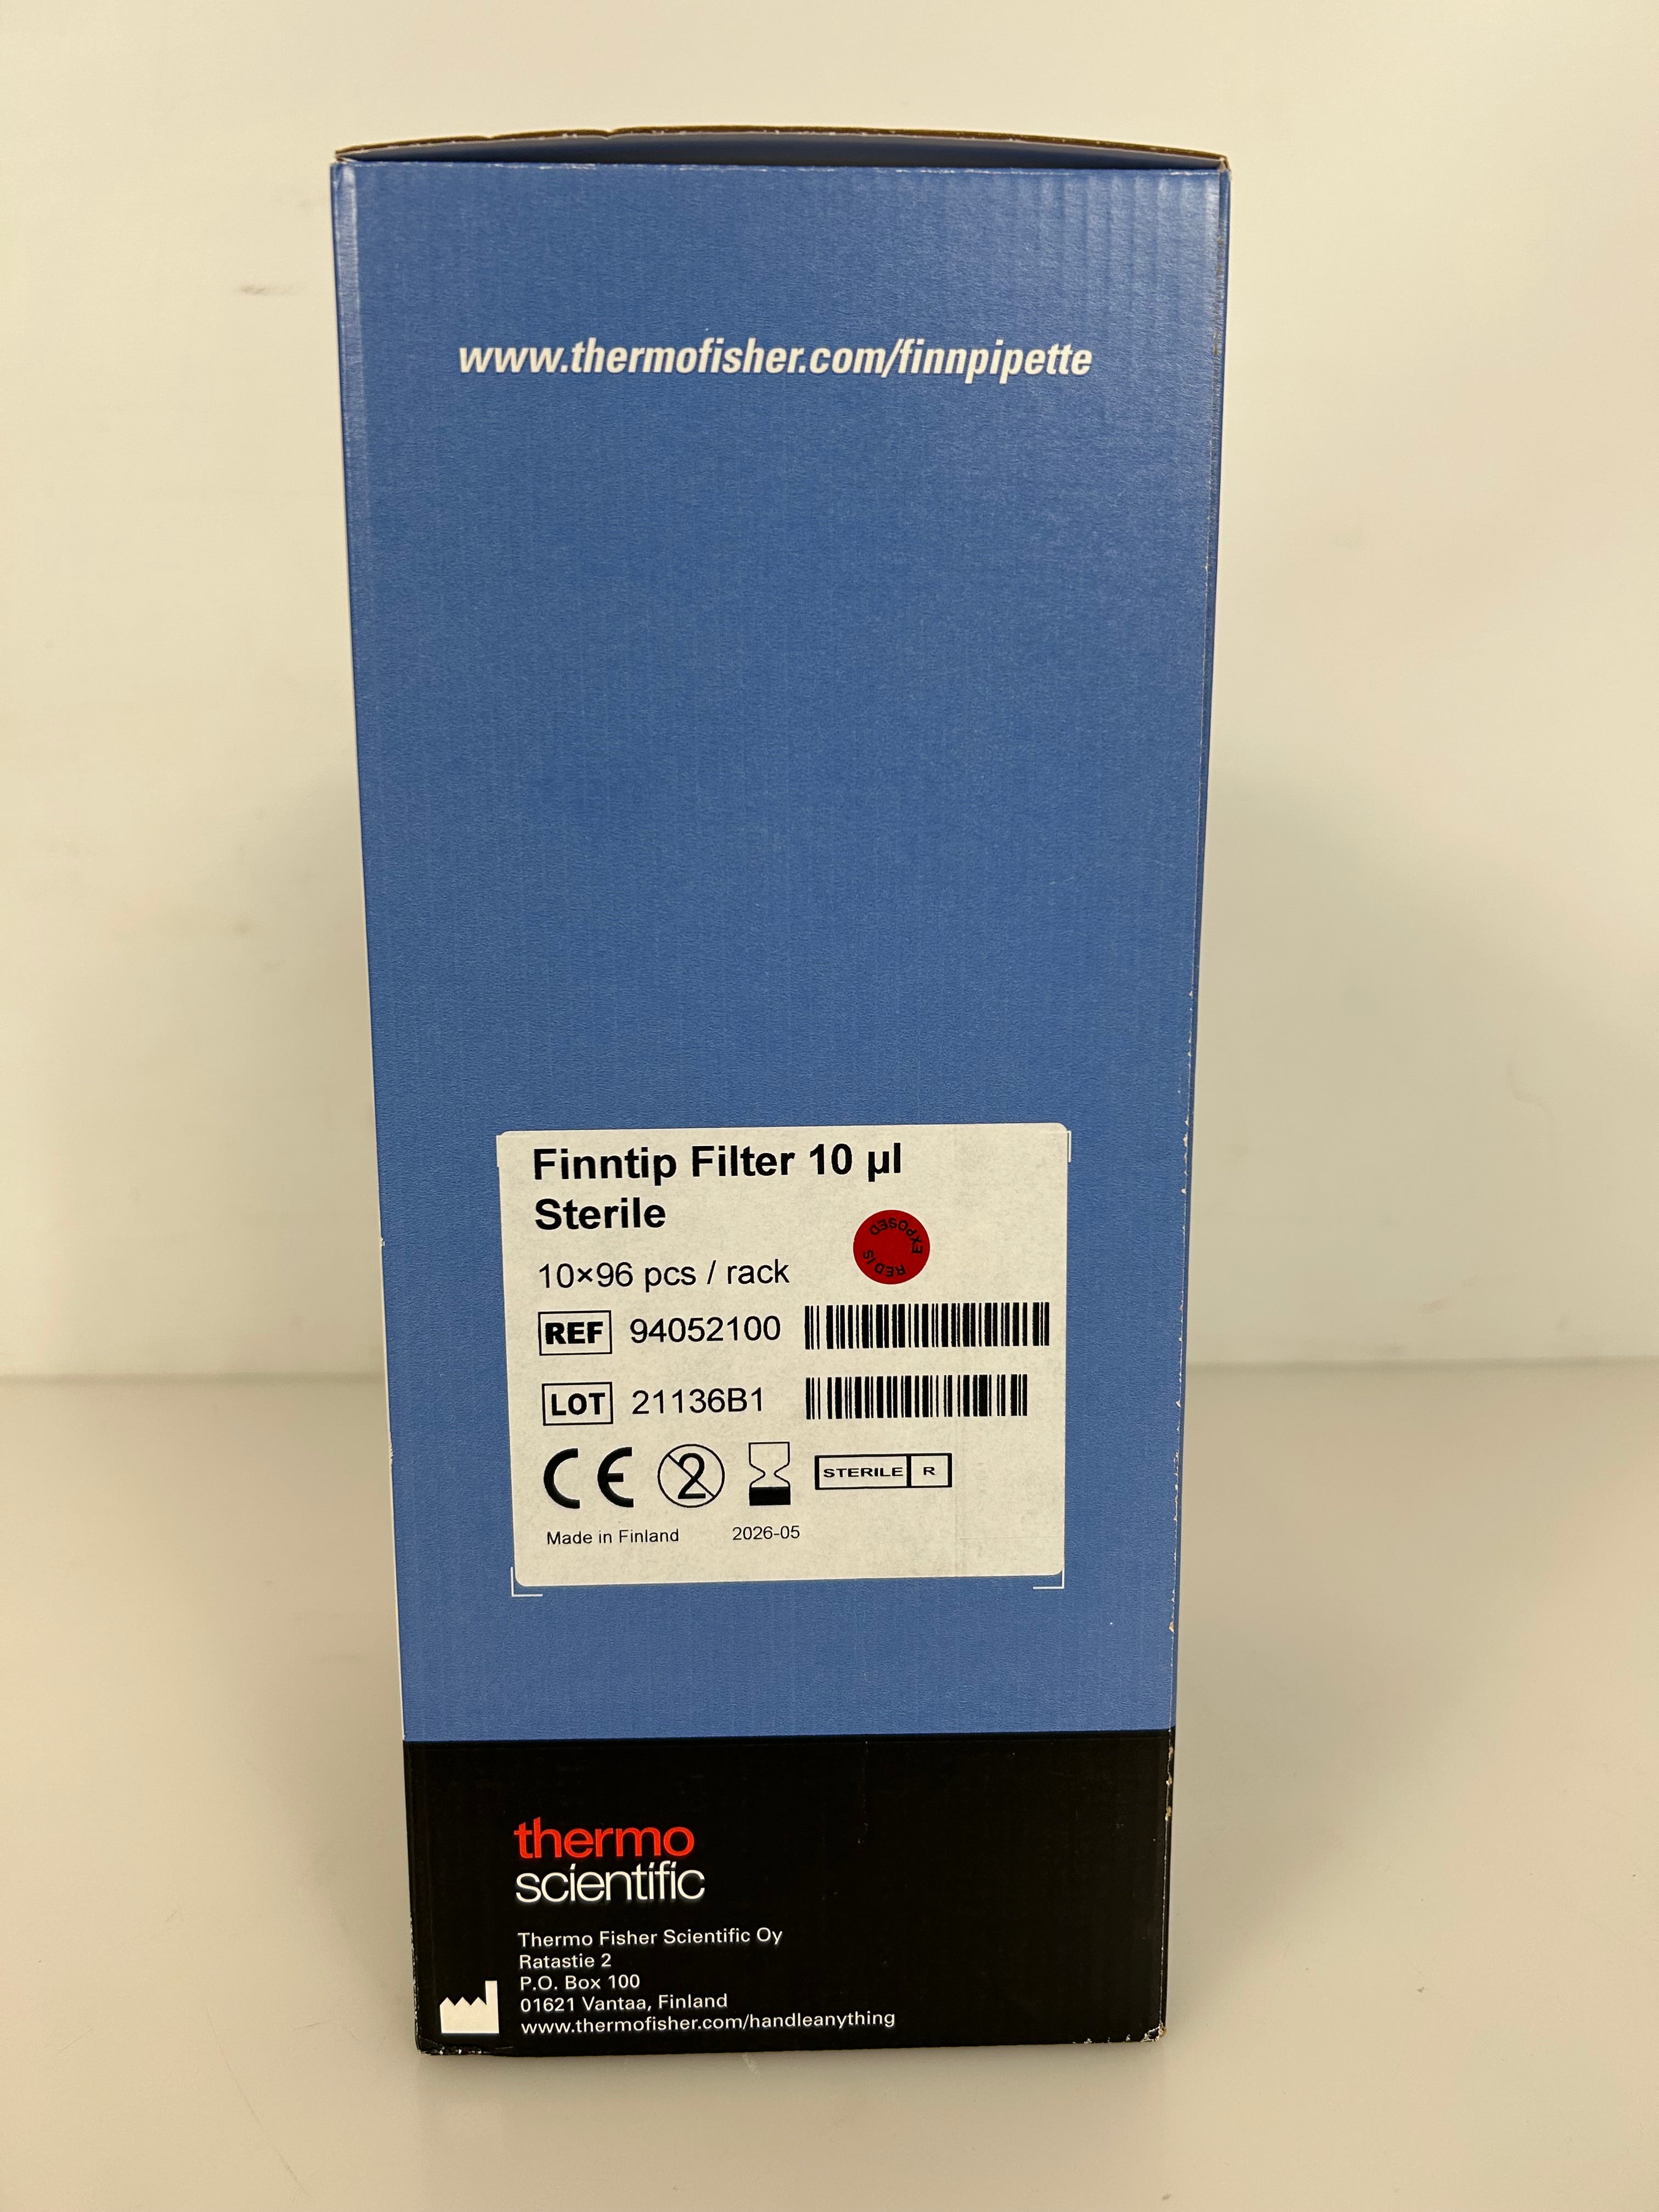 www.thermofisher.com/finnpipette
Finntip Filter 10 µl
Sterile
RED IS EXPOSED
10×96 pcs / rack
REF 94052100
LOT 21136B1
CE 2 STERILE R
Made in Finland 2026-05
thermo
scientific
Thermo Fisher Scientific Oy
Ratastie 2
P.O. Box 100
01621 Vantaa, Finland
www.thermofisher.com/handleanything